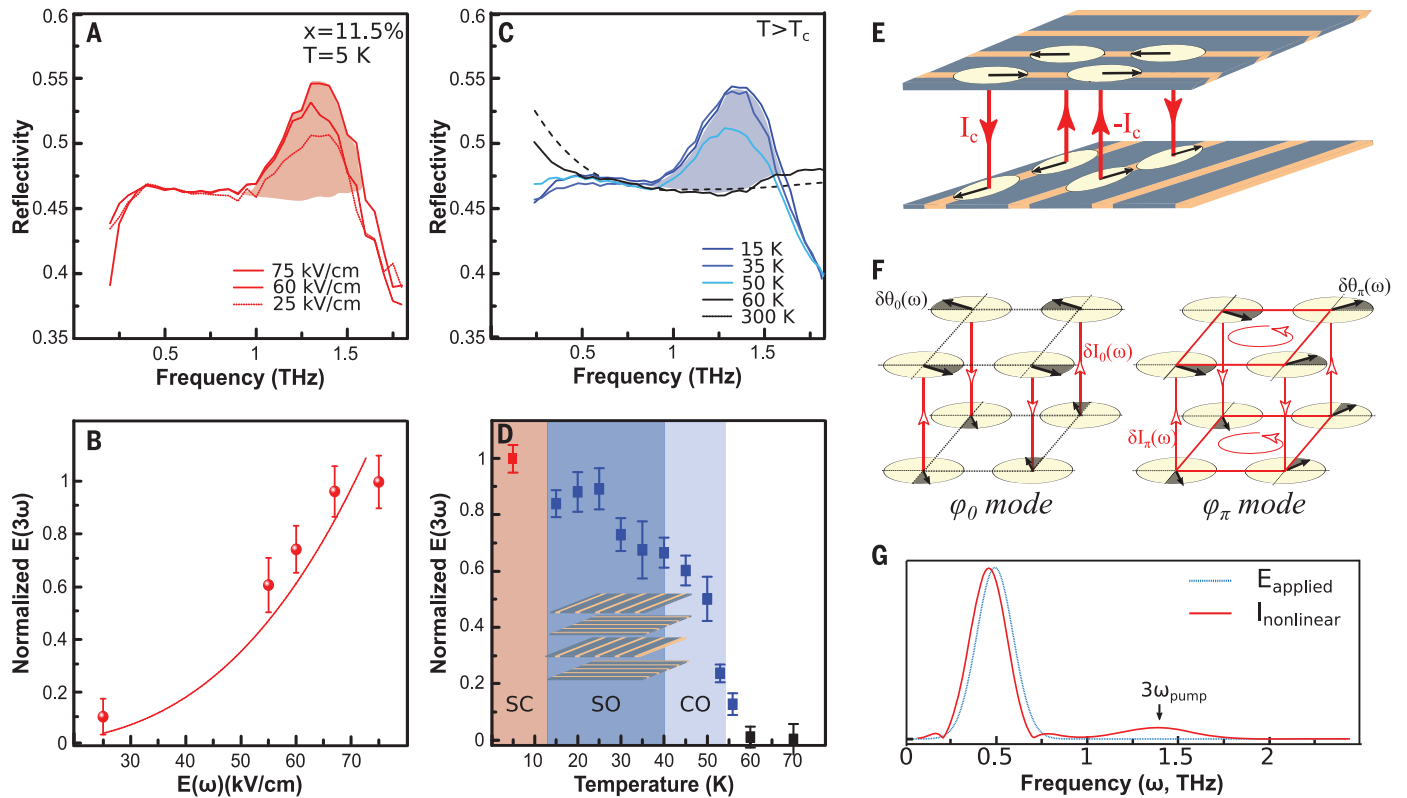 A
x=11.5%
T=5 K
0.6
0.55
0.5
0.45
0.4
0.35
Reflectivity
75 kV/cm
60 kV/cm
25 kV/cm
0.5
1
1.5
Frequency (THz)
C
T>Tc
0.6
0.55
0.5
0.45
0.4
0.35
Reflectivity
15 K
35 K
50 K
60 K
300 K
0.5
1
1.5
Frequency (THz)
E
Ic
-Ic
F
δθ0(ω)
δI0(ω)
φ0 mode
δθπ(ω)
δIπ(ω)
φπ mode
B
1
0.8
0.6
0.4
0.2
0
Normalized E(3ω)
30
40
50
60
70
E(ω)(kV/cm)
D
1
0.8
0.6
0.4
0.2
0
Normalized E(3ω)
SC
SO
CO
10
20
30
40
50
60
70
Temperature (K)
G
Eapplied
Inonlinear
3ωpump
0
0.5
1
1.5
2
Frequency (ω, THz)